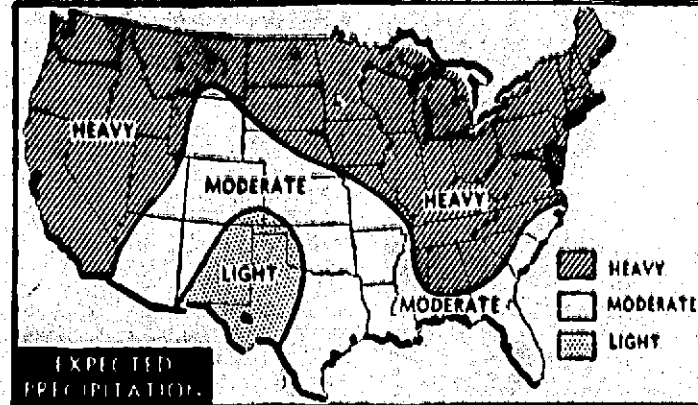 HEAVY
MODERATE
HEAVY
LIGHT
MODERATE
HEAVY
MODERATE
LIGHT
EXPECTED
PRECIPITATION